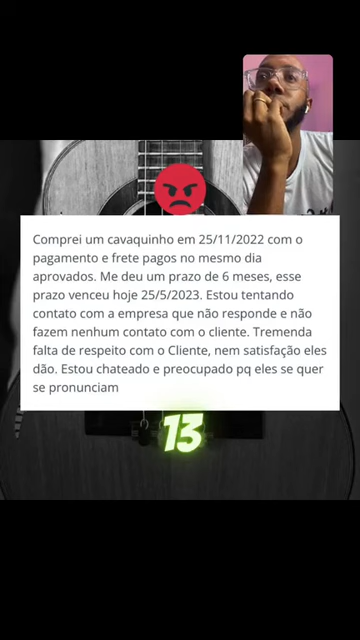 Comprei um cavaquinho em 25/11/2022 com o
pagamento e frete pagos no mesmo dia
aprovados. Me deu um prazo de 6 meses, esse
prazo venceu hoje 25/5/2023. Estou tentando
contato com a empresa que não responde e não
fazem nenhum contato com o cliente. Tremenda
falta de respeito com o Cliente, nem satisfação eles
dão. Estou chateado e preocupado pq eles se quer
se pronunciam
13